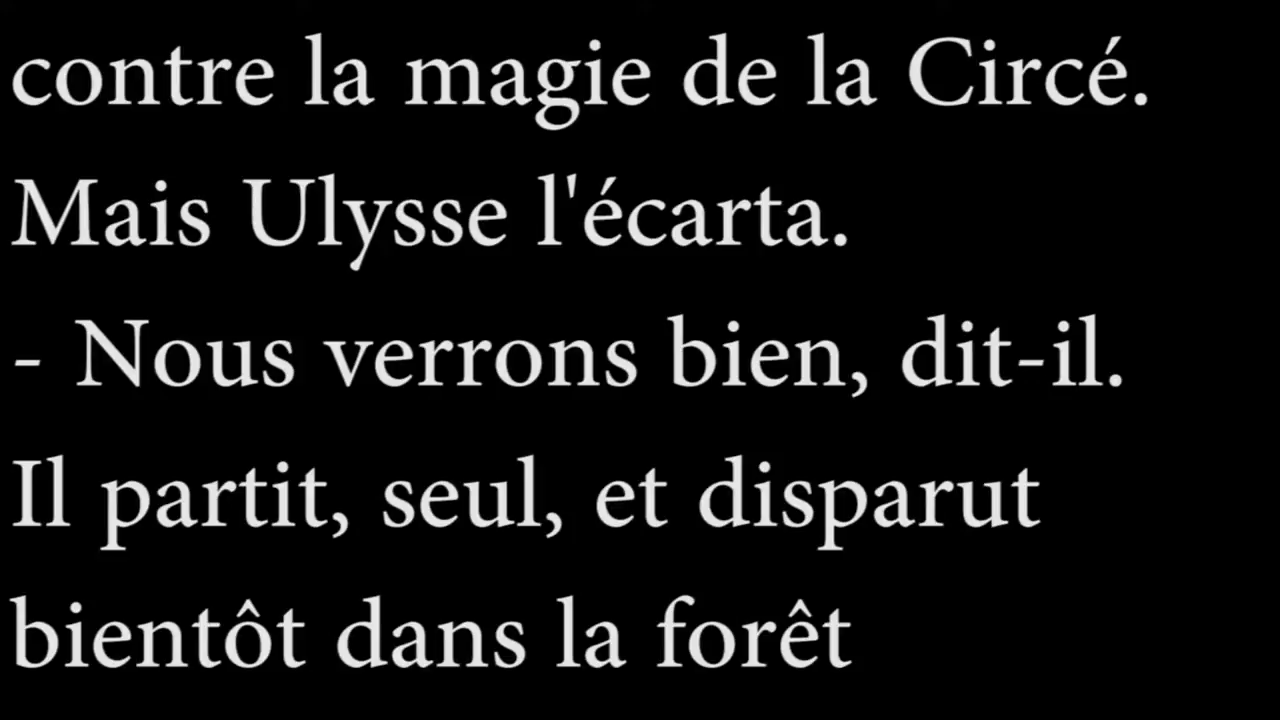 contre la magie de la Circé.
Mais Ulysse l'écarta.
- Nous verrons bien, dit-il.
Il partit, seul, et disparut
bientôt dans la forêt